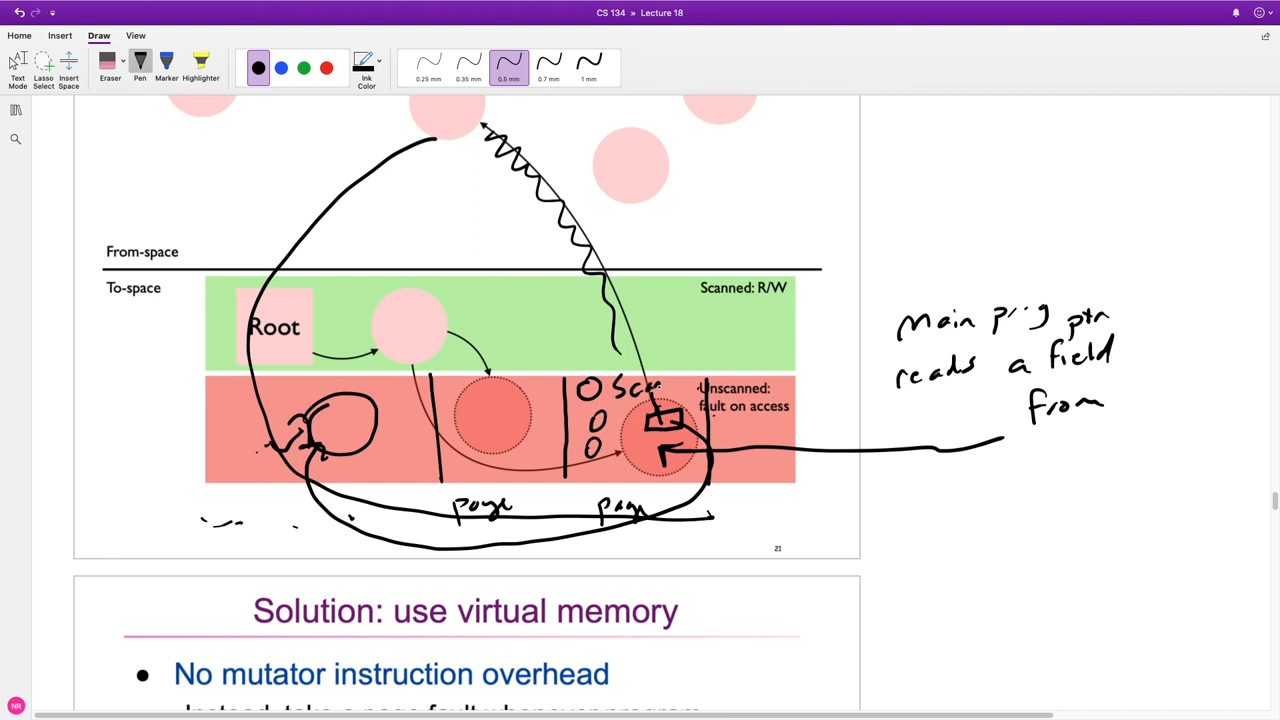 CS 134 » Lecture 18
Home Insert Draw View
Text Mode
Lasso Select
Insert Space
Eraser
Pen
Marker
Highlighter
Ink Color
0.25 mm
0.35 mm
0.5 mm
0.7 mm
1 mm
From-space
To-space
Scanned: R/W
Root
Unscanned:
fault on access
Main prog ptr
reads a field
from
page page
21
Solution: use virtual memory
● No mutator instruction overhead
NR